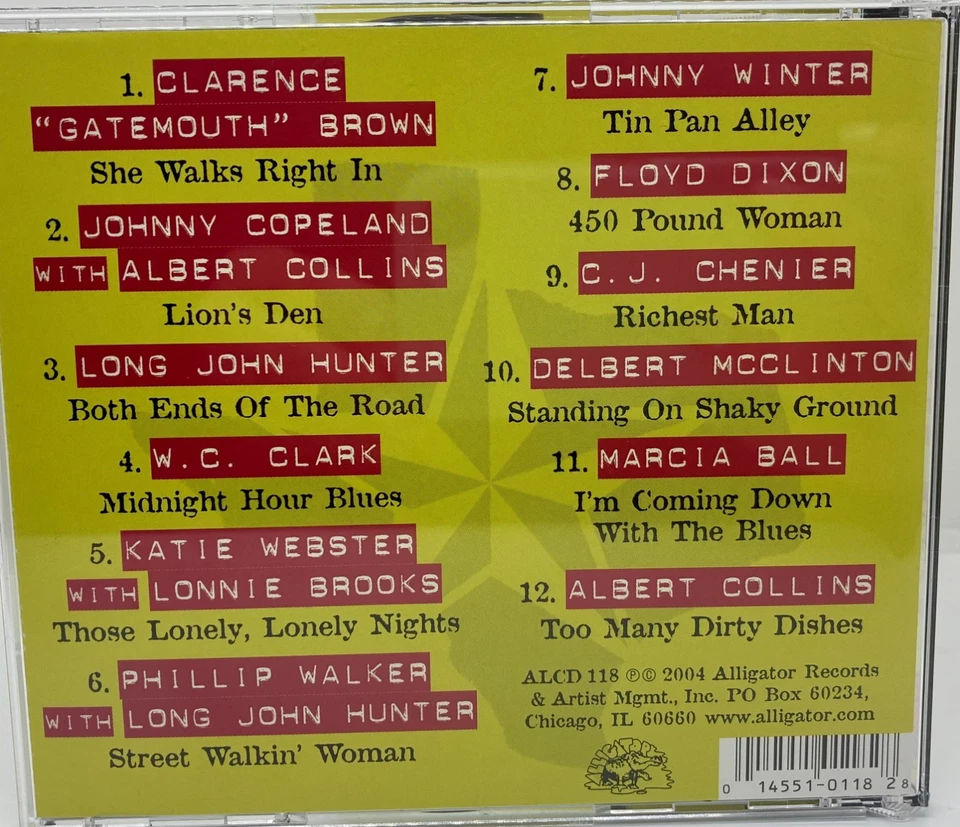 1. CLARENCE
"GATEMOUTH" BROWN
She Walks Right In
2. JOHNNY COPELAND
WITH ALBERT COLLINS
Lion's Den
3. LONG JOHN HUNTER
Both Ends Of The Road
4. W.C. CLARK
Midnight Hour Blues
5. KATIE WEBSTER
WITH LONNIE BROOKS
Those Lonely, Lonely Nights
6. PHILLIP WALKER
WITH LONG JOHN HUNTER
Street Walkin' Woman
7. JOHNNY WINTER
Tin Pan Alley
8. FLOYD DIXON
450 Pound Woman
9. C.J. CHENIER
Richest Man
10. DELBERT MCCLINTON
Standing On Shaky Ground
11. MARCIA BALL
I'm Coming Down
With The Blues
12. ALBERT COLLINS
Too Many Dirty Dishes
ALCD 118 ℗© 2004 Alligator Records
& Artist Mgmt., Inc. PO Box 60234,
Chicago, IL 60660 www.alligator.com
ALLIGATOR
0 14551-0118 2 8